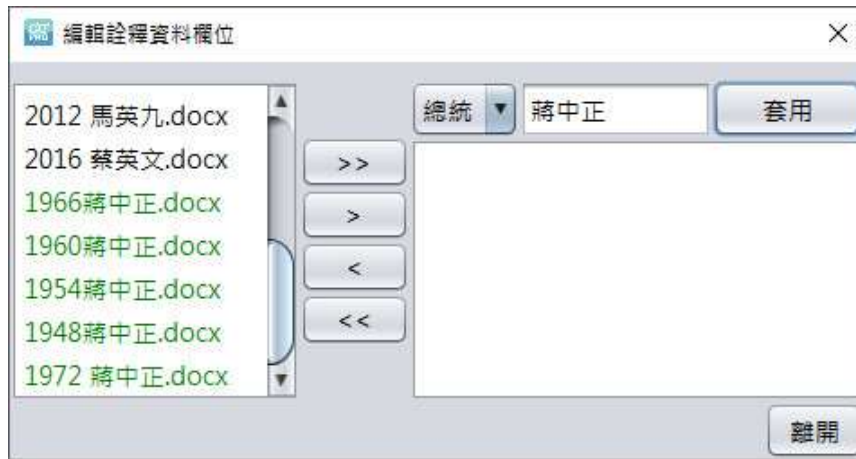 編輯詮釋資料欄位
2012 馬英九.docx
2016 蔡英文.docx
1966蔣中正.docx
1960蔣中正.docx
1954蔣中正.docx
1948蔣中正.docx
1972 蔣中正.docx
>>
>
<
<<
總統 蔣中正 套用
離開